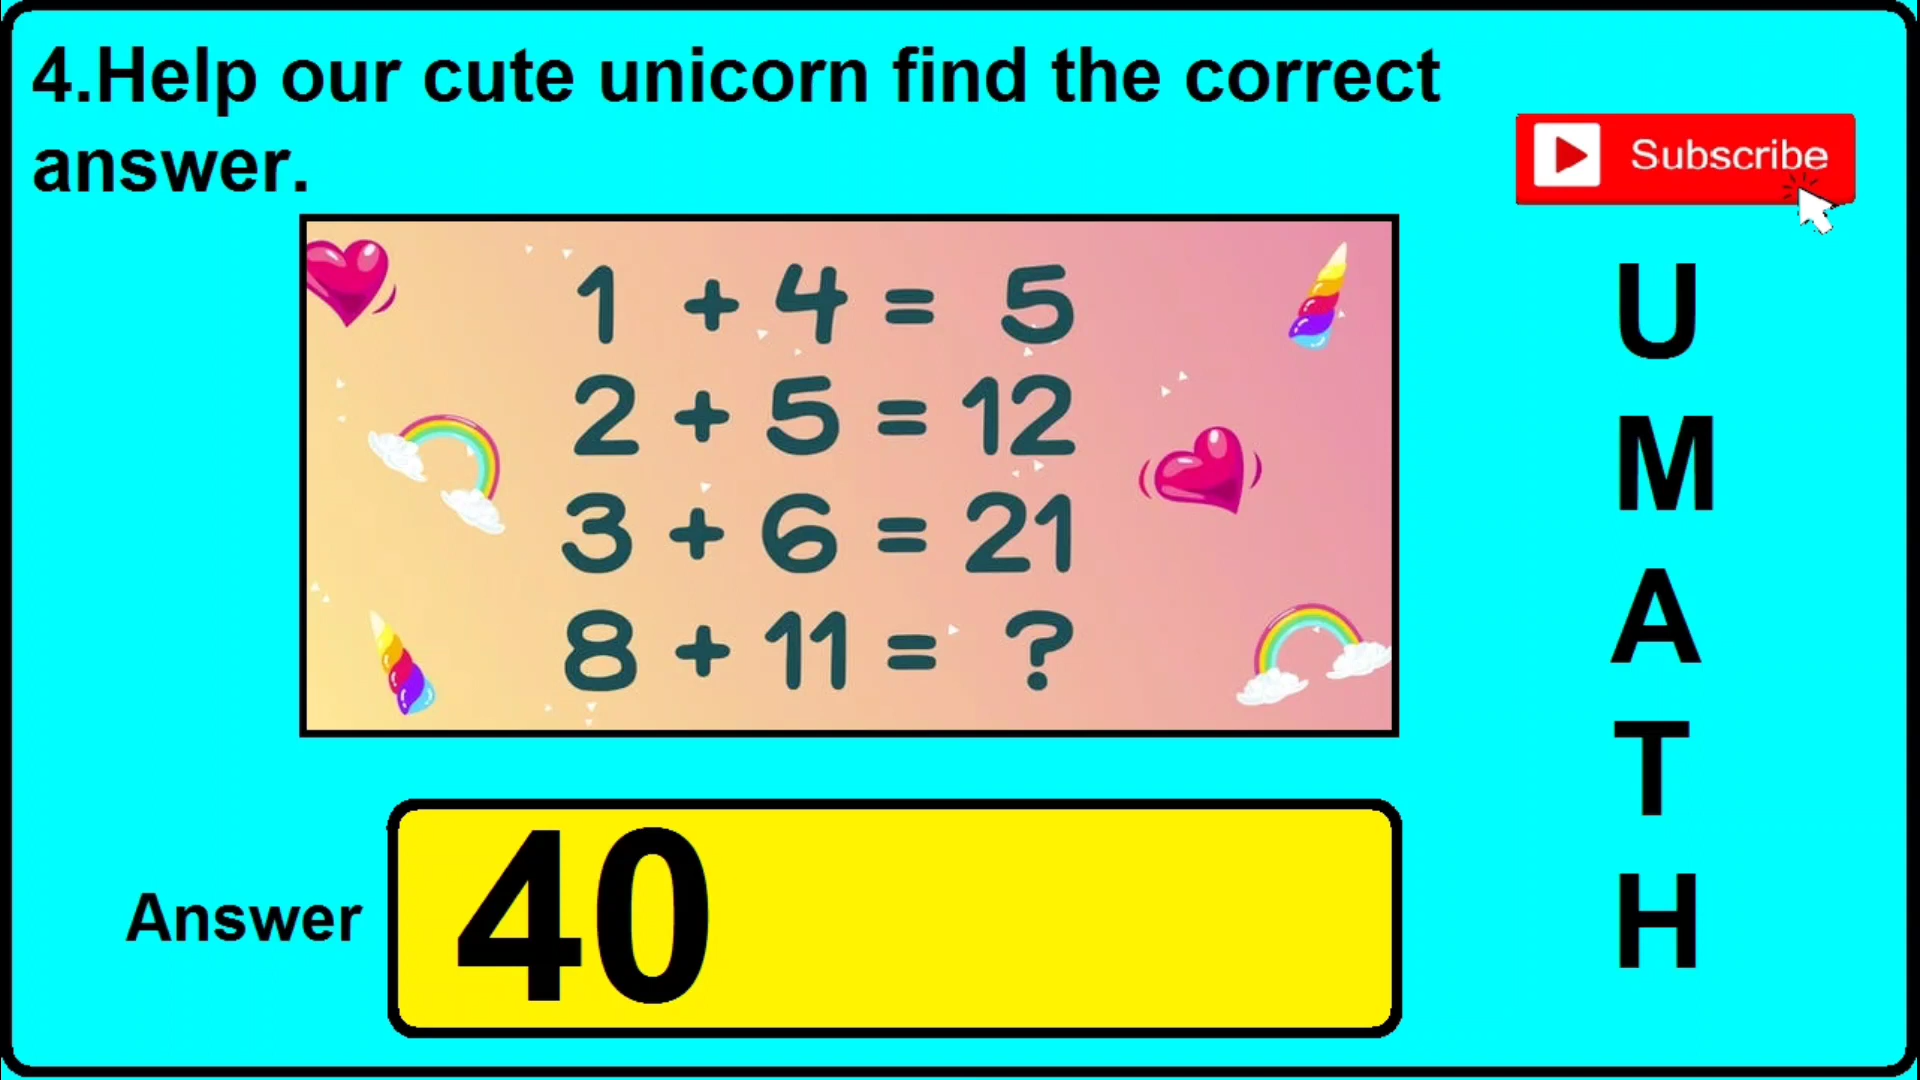 4.Help our cute unicorn find the correct
answer.
Subscribe
1 + 4 = 5
2 + 5 = 12
3 + 6 = 21
8 + 11 = ?
Answer
40
U
M
A
T
H